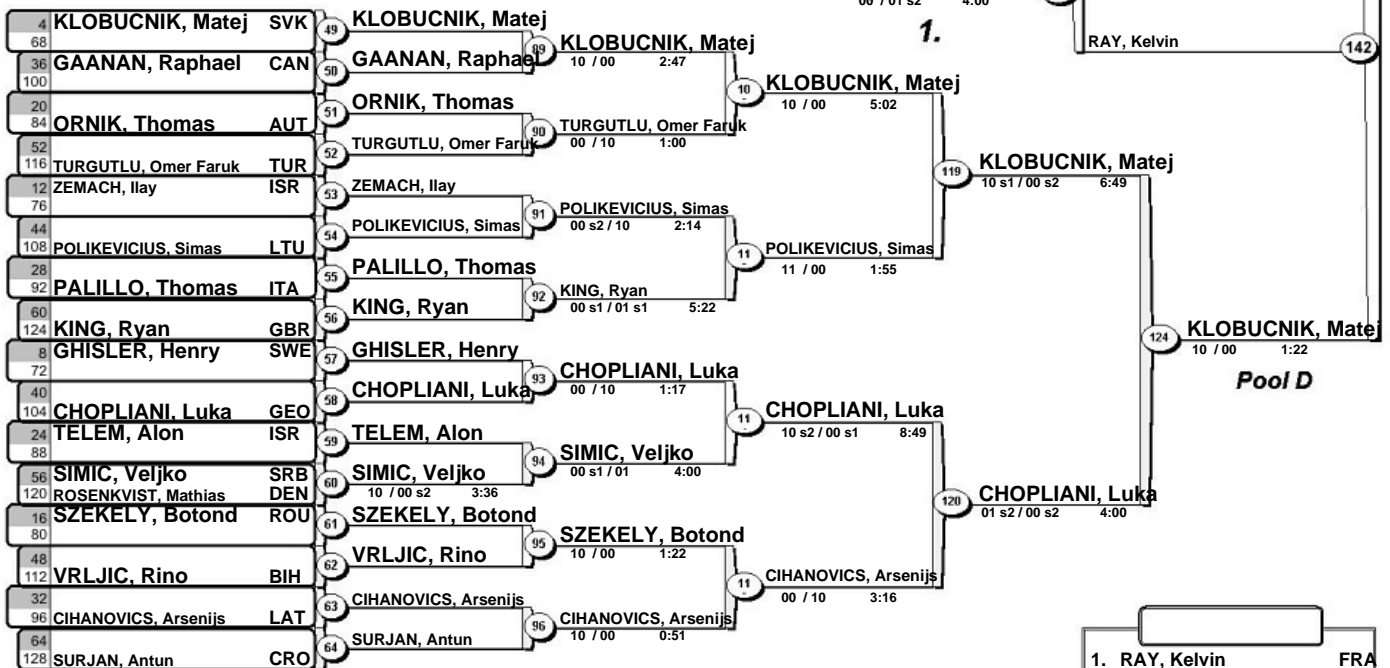 00 / 01 s2 4:00
1.
RAY, Kelvin
142
4 KLOBUCNIK, Matej SVK
68
49
KLOBUCNIK, Matej
36 GAANAN, Raphael CAN
100
50
GAANAN, Raphael
89
KLOBUCNIK, Matej
10 / 00 2:47
20
84 ORNIK, Thomas AUT
51
ORNIK, Thomas
52
116 TURGUTLU, Omer Faruk TUR
52
TURGUTLU, Omer Faruk
90
TURGUTLU, Omer Faruk
00 / 10 1:00
10
KLOBUCNIK, Matej
10 / 00 5:02
12 ZEMACH, Ilay ISR
76
53
ZEMACH, Ilay
44
108 POLIKEVICIUS, Simas LTU
54
POLIKEVICIUS, Simas
91
POLIKEVICIUS, Simas
00 s2 / 10 2:14
28
92 PALILLO, Thomas ITA
55
PALILLO, Thomas
60
124 KING, Ryan GBR
56
KING, Ryan
92
KING, Ryan
00 s1 / 01 s1 5:22
11
POLIKEVICIUS, Simas
11 / 00 1:55
119
KLOBUCNIK, Matej
10 s1 / 00 s2 6:49
8 GHISLER, Henry SWE
72
57
GHISLER, Henry
40
104 CHOPLIANI, Luka GEO
58
CHOPLIANI, Luka
93
CHOPLIANI, Luka
00 / 10 1:17
24 TELEM, Alon ISR
88
59
TELEM, Alon
56 SIMIC, Veljko SRB
120 ROSENKVIST, Mathias DEN
60
SIMIC, Veljko
10 / 00 s2 3:36
94
SIMIC, Veljko
00 s1 / 01 4:00
11
CHOPLIANI, Luka
10 s2 / 00 s1 8:49
16 SZEKELY, Botond ROU
80
61
SZEKELY, Botond
48
112 VRLJIC, Rino BIH
62
VRLJIC, Rino
95
SZEKELY, Botond
10 / 00 1:22
32
96 CIHANOVICS, Arsenijs LAT
63
CIHANOVICS, Arsenijs
64
128 SURJAN, Antun CRO
64
SURJAN, Antun
96
CIHANOVICS, Arsenijs
10 / 00 0:51
11
CIHANOVICS, Arsenijs
00 / 10 3:16
120
CHOPLIANI, Luka
01 s2 / 00 s2 4:00
124
KLOBUCNIK, Matej
10 / 00 1:22
Pool D
1. RAY, Kelvin FRA